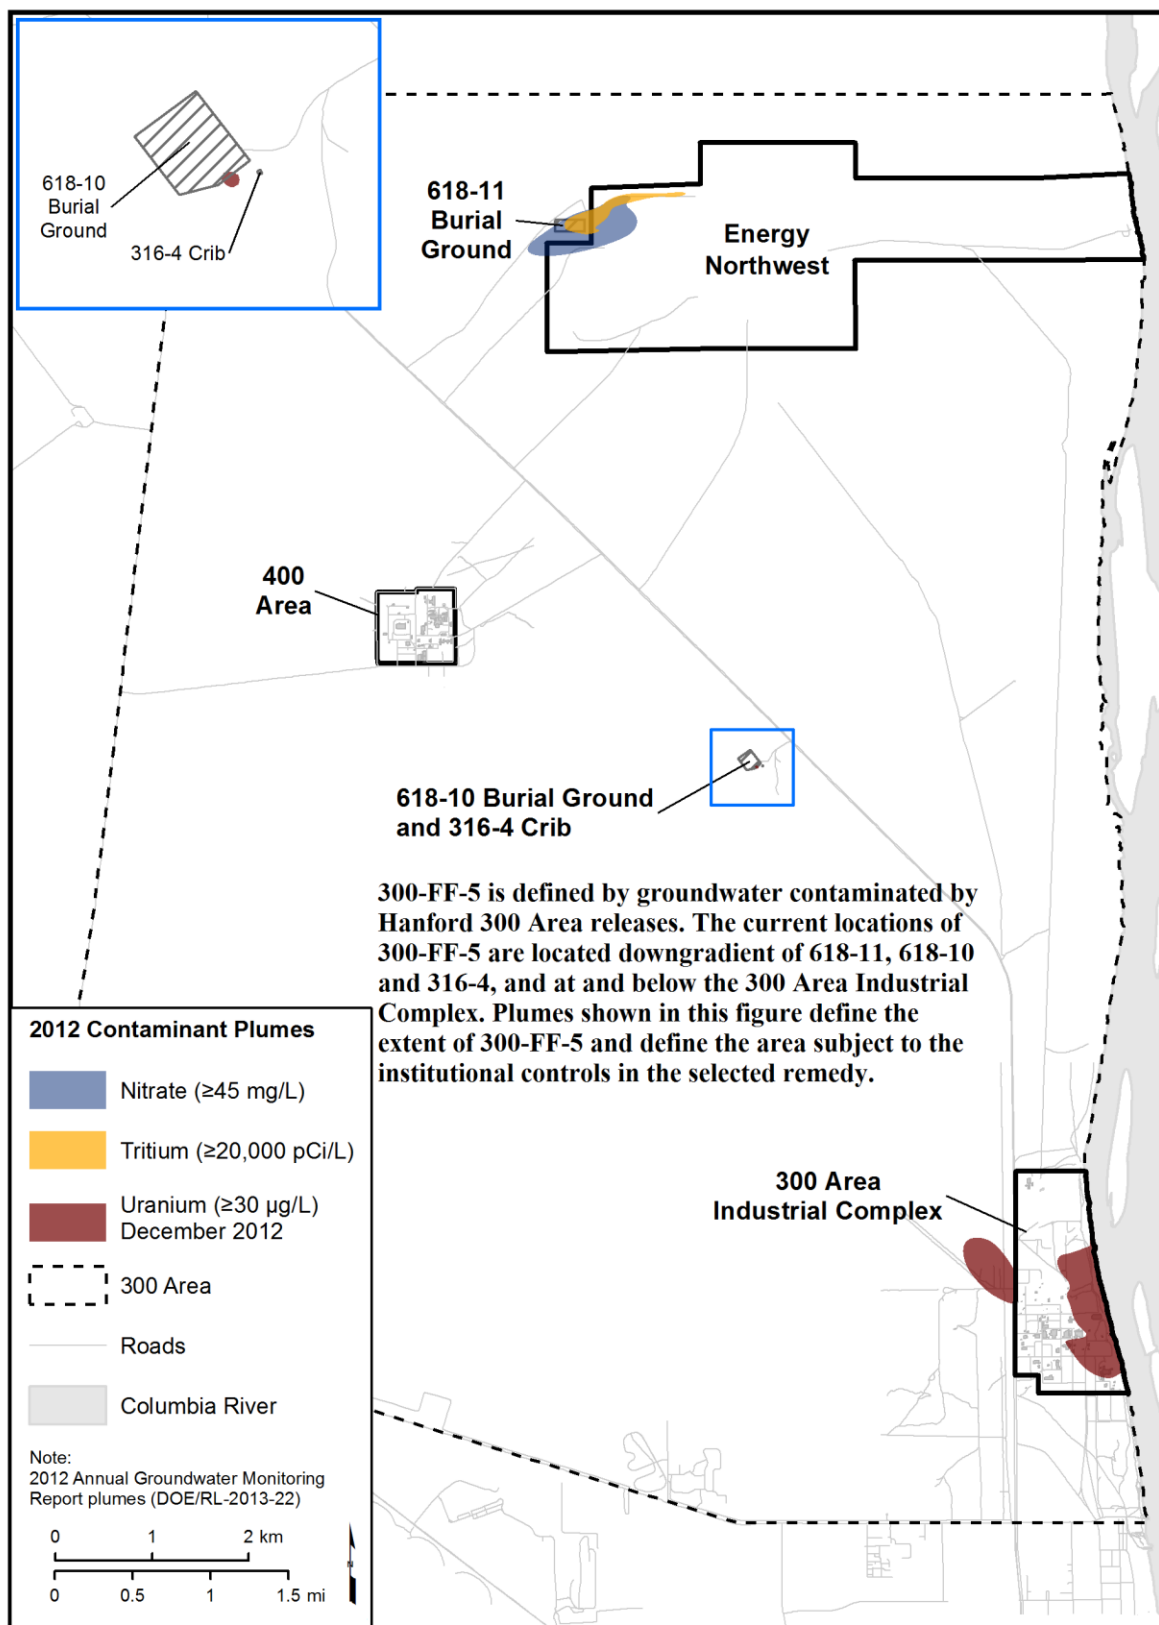 618-10
Burial
Ground
316-4 Crib
618-11
Burial
Ground
Energy
Northwest
400
Area
618-10 Burial Ground
and 316-4 Crib
300-FF-5 is defined by groundwater contaminated by
Hanford 300 Area releases. The current locations of
300-FF-5 are located downgradient of 618-11, 618-10
and 316-4, and at and below the 300 Area Industrial
Complex. Plumes shown in this figure define the
extent of 300-FF-5 and define the area subject to the
institutional controls in the selected remedy.
300 Area
Industrial Complex
2012 Contaminant Plumes
Nitrate (≥45 mg/L)
Tritium (≥20,000 pCi/L)
Uranium (≥30 µg/L)
December 2012
300 Area
Roads
Columbia River
Note:
2012 Annual Groundwater Monitoring
Report plumes (DOE/RL-2013-22)
0 1 2 km
0 0.5 1 1.5 mi